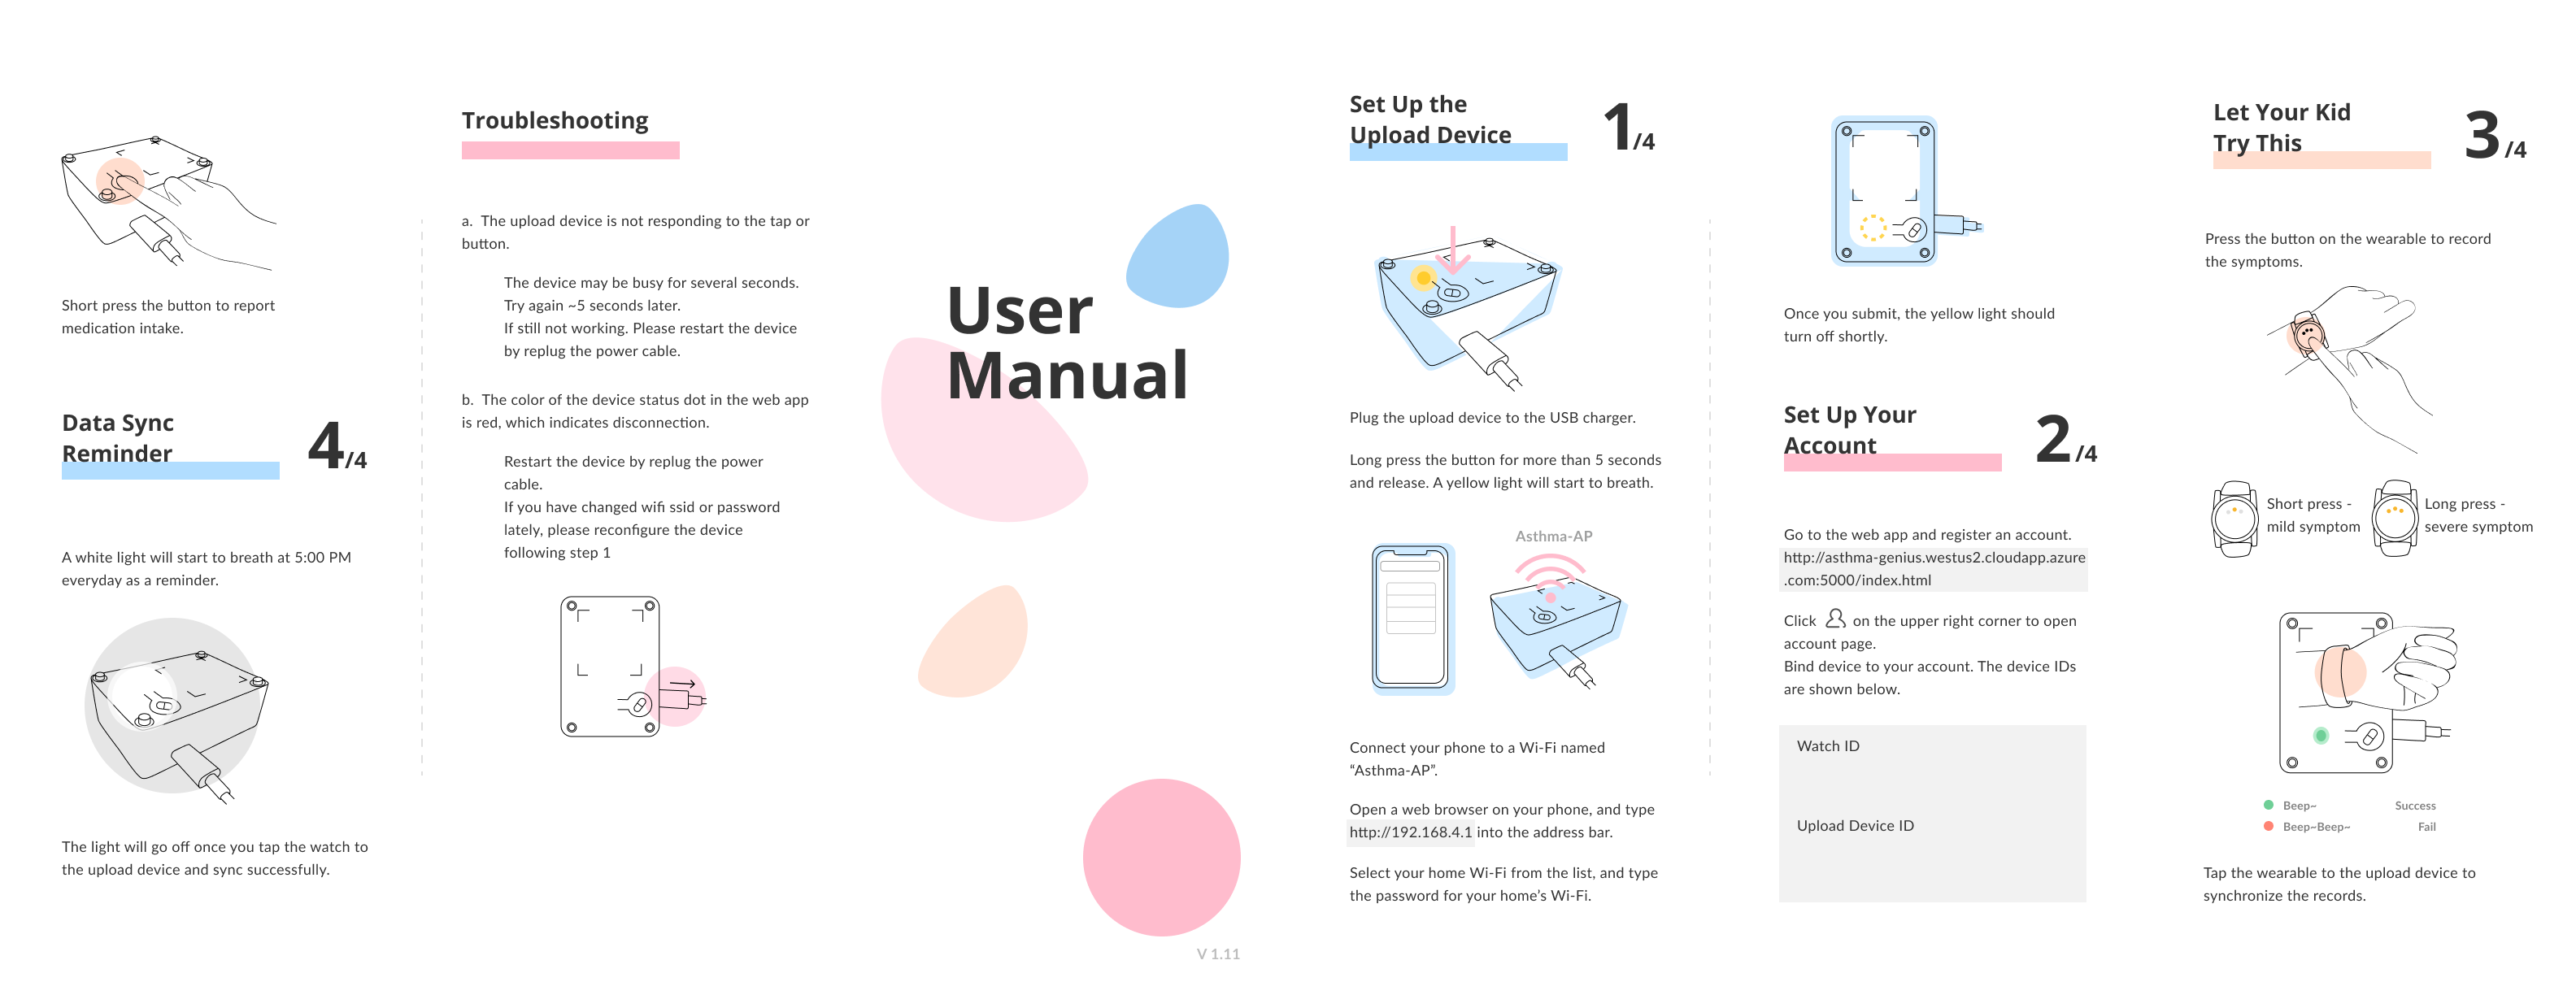 Short press the button to report
medication intake.
Data Sync
Reminder
4/4
A white light will start to breath at 5:00 PM
everyday as a reminder.
The light will go off once you tap the watch to
the upload device and sync successfully.
Troubleshooting
a. The upload device is not responding to the tap or
button.
The device may be busy for several seconds.
Try again ~5 seconds later.
If still not working. Please restart the device
by replug the power cable.
b. The color of the device status dot in the web app
is red, which indicates disconnection.
Restart the device by replug the power
cable.
If you have changed wifi ssid or password
lately, please reconfigure the device
following step 1
User
Manual
V 1.11
Set Up the
Upload Device
1/4
Plug the upload device to the USB charger.
Long press the button for more than 5 seconds
and release. A yellow light will start to breath.
Asthma-AP
Connect your phone to a Wi-Fi named
“Asthma-AP”.
Open a web browser on your phone, and type
http://192.168.4.1 into the address bar.
Select your home Wi-Fi from the list, and type
the password for your home’s Wi-Fi.
Once you submit, the yellow light should
turn off shortly.
Set Up Your
Account
2/4
Go to the web app and register an account.
http://asthma-genius.westus2.cloudapp.azure
.com:5000/index.html
Click on the upper right corner to open
account page.
Bind device to your account. The device IDs
are shown below.
Watch ID
Upload Device ID
Let Your Kid
Try This
3/4
Press the button on the wearable to record
the symptoms.
Short press -
mild symptom
Long press -
severe symptom
Beep~ Success
Beep~Beep~ Fail
Tap the wearable to the upload device to
synchronize the records.